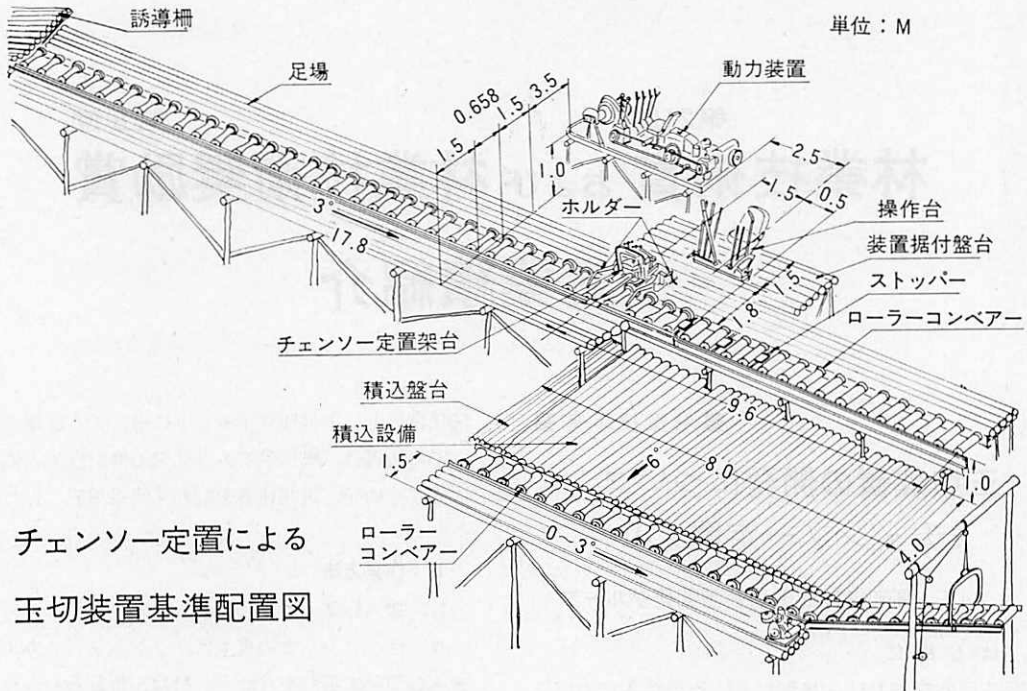 誘導柵
単位：M
足場
動力装置
0.658
1.5
3.5
1.5
2.5
1.0
1.5
0.5
ホルダー
操作台
3°
装置据付盤台
17.8
ストッパー
1.5
1.8
ローラーコンベアー
チェンソー定置架台
積込盤台
9.6
積込設備
8.0
6°
1.5
1.0
ローラー
コンベアー
0～3°
4.0
チェンソー定置による
玉切装置基準配置図